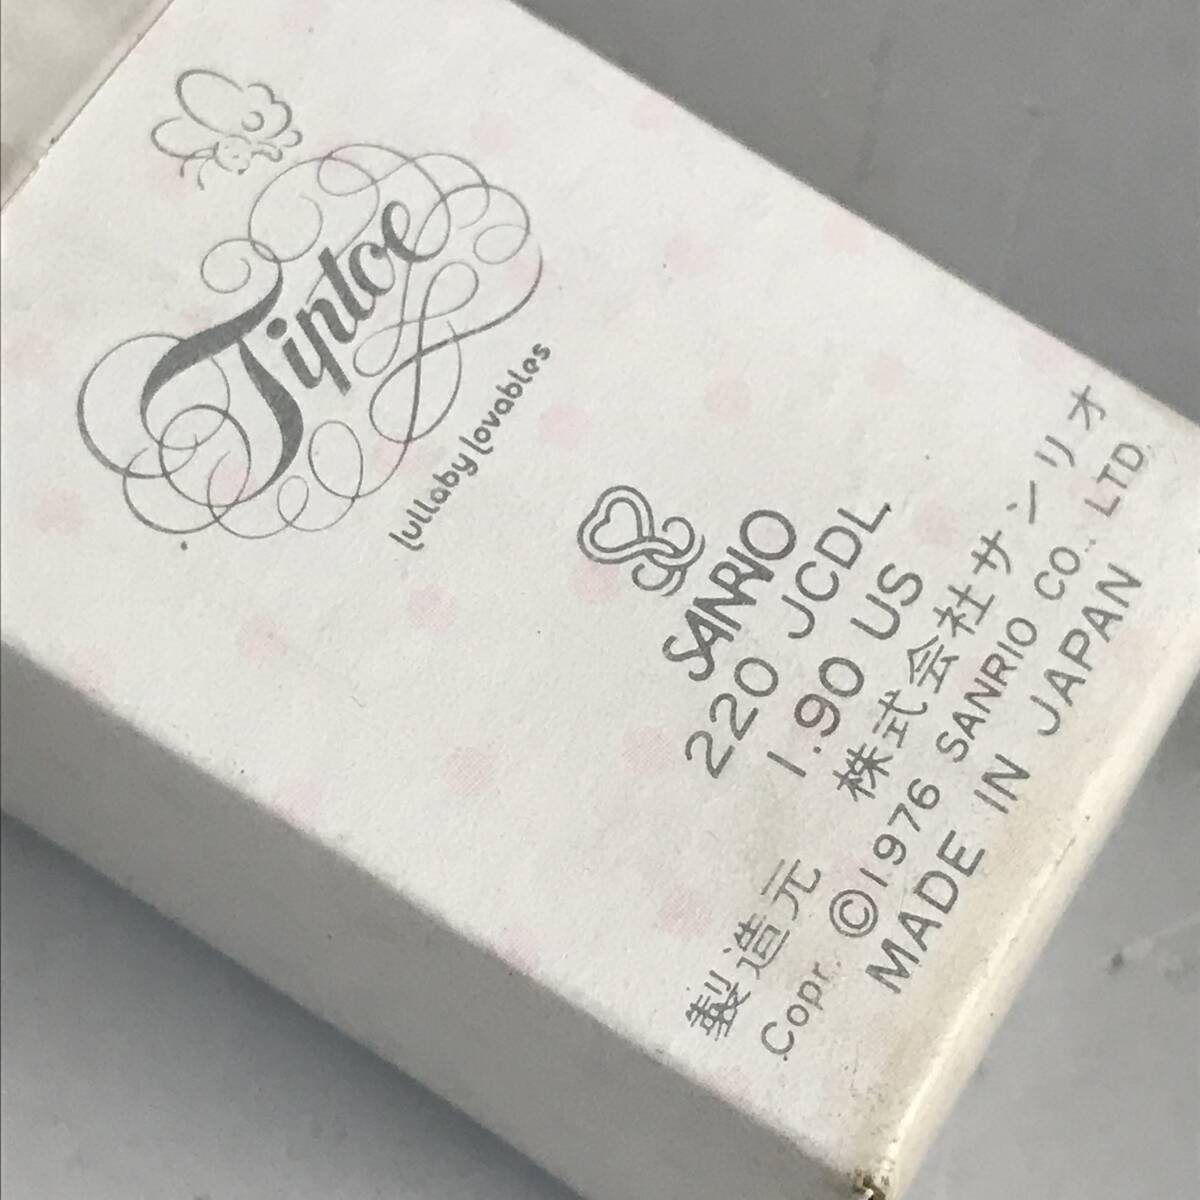 Tiptoe
lullaby lovables
SANRIO
220 JCDL
1.90 US
製造元 株式会社サンリオ
Copr. ©1976 SANRIO CO., LTD.
MADE IN JAPAN